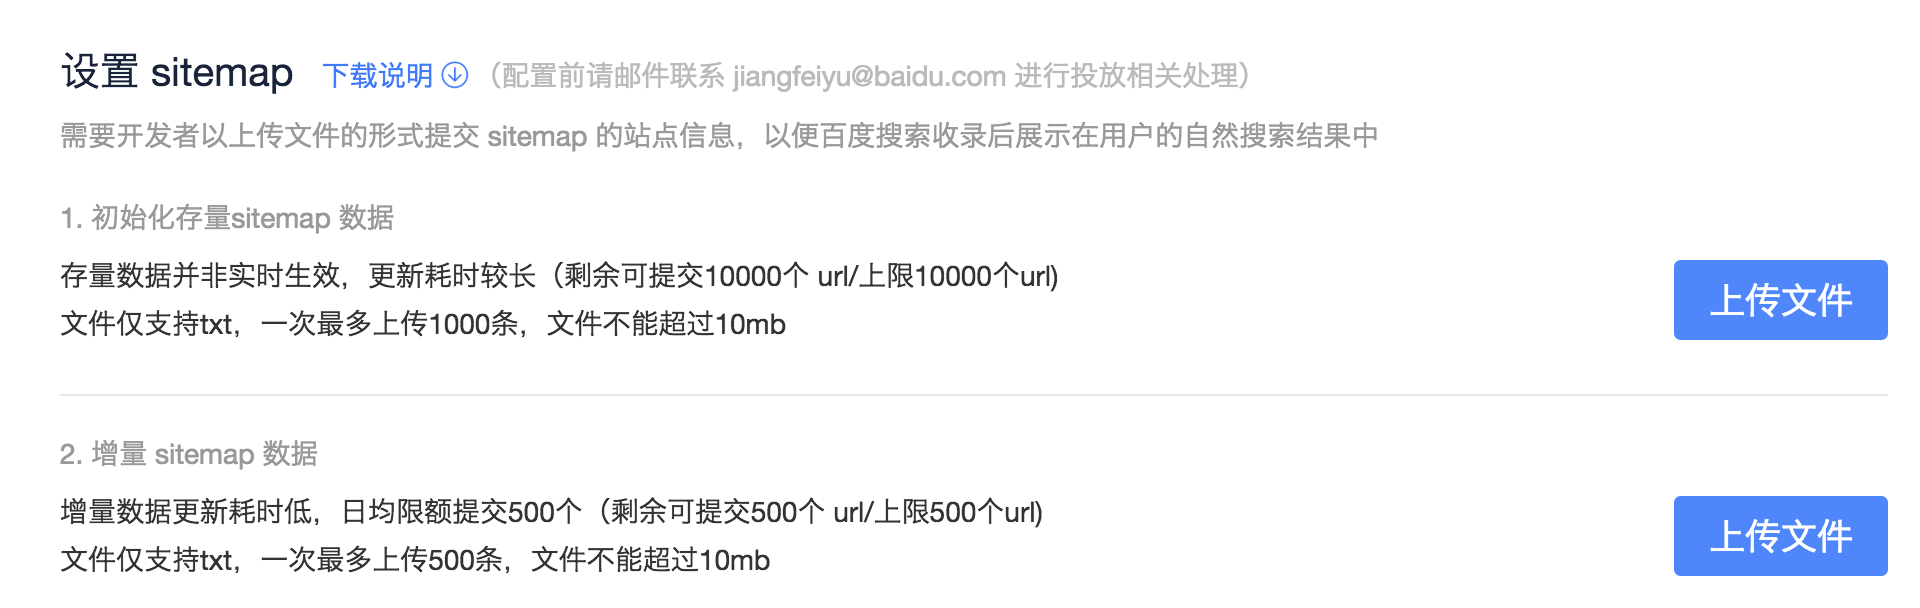 设置 sitemap 下载说明 （配置前请邮件联系 jiangfeiyu@baidu.com 进行投放相关处理）
需要开发者以上传文件的形式提交 sitemap 的站点信息，以便百度搜索收录后展示在用户的自然搜索结果中
1. 初始化存量sitemap 数据
存量数据并非实时生效，更新耗时较长（剩余可提交10000个 url/上限10000个url)
文件仅支持txt，一次最多上传1000条，文件不能超过10mb
上传文件
2. 增量 sitemap 数据
增量数据更新耗时低，日均限额提交500个（剩余可提交500个 url/上限500个url)
文件仅支持txt，一次最多上传500条，文件不能超过10mb
上传文件